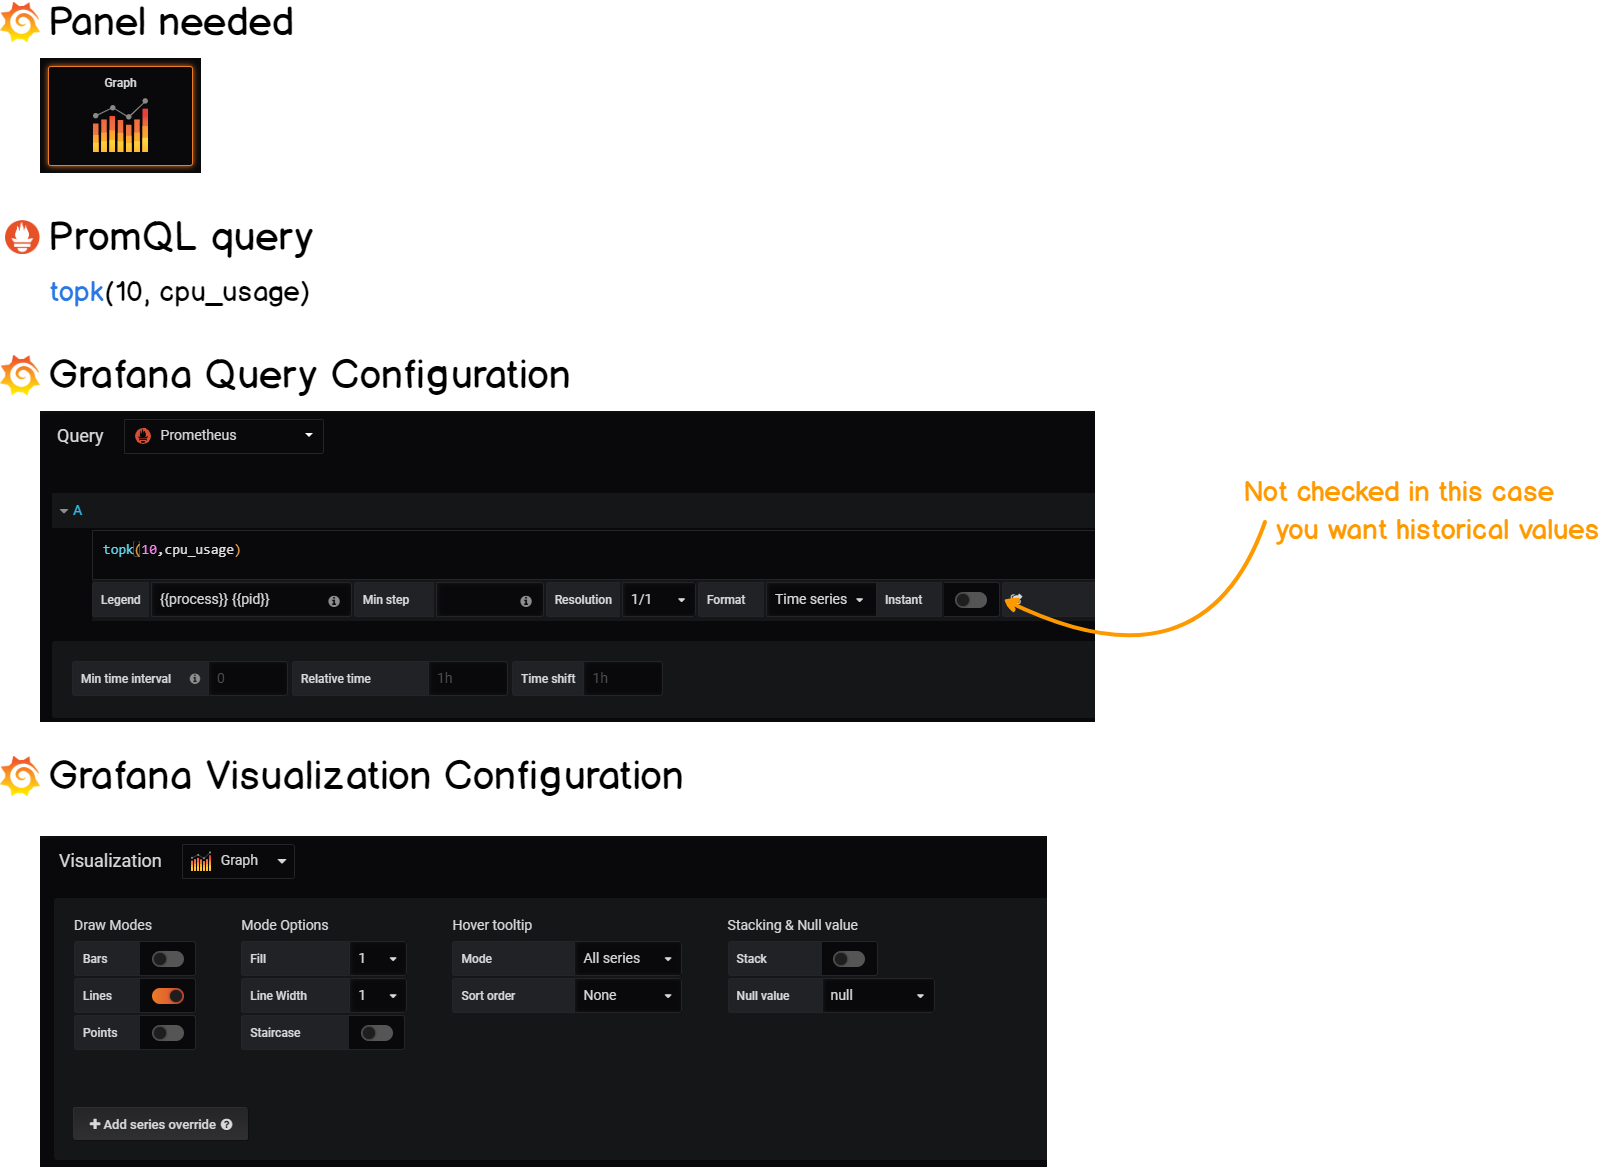 Panel needed
Graph
PromQL query
topk(10, cpu_usage)
Grafana Query Configuration
Query Prometheus
A
topk(10,cpu_usage)
Legend {{process}} {{pid}} Min step Resolution 1/1 Format Time series Instant
Min time interval 0 Relative time 1h Time shift 1h
Not checked in this case
you want historical values
Grafana Visualization Configuration
Visualization Graph
Draw Modes Mode Options Hover tooltip Stacking & Null value
Bars Fill 1 Mode All series Stack
Lines Line Width 1 Sort order None Null value null
Points Staircase
Add series override